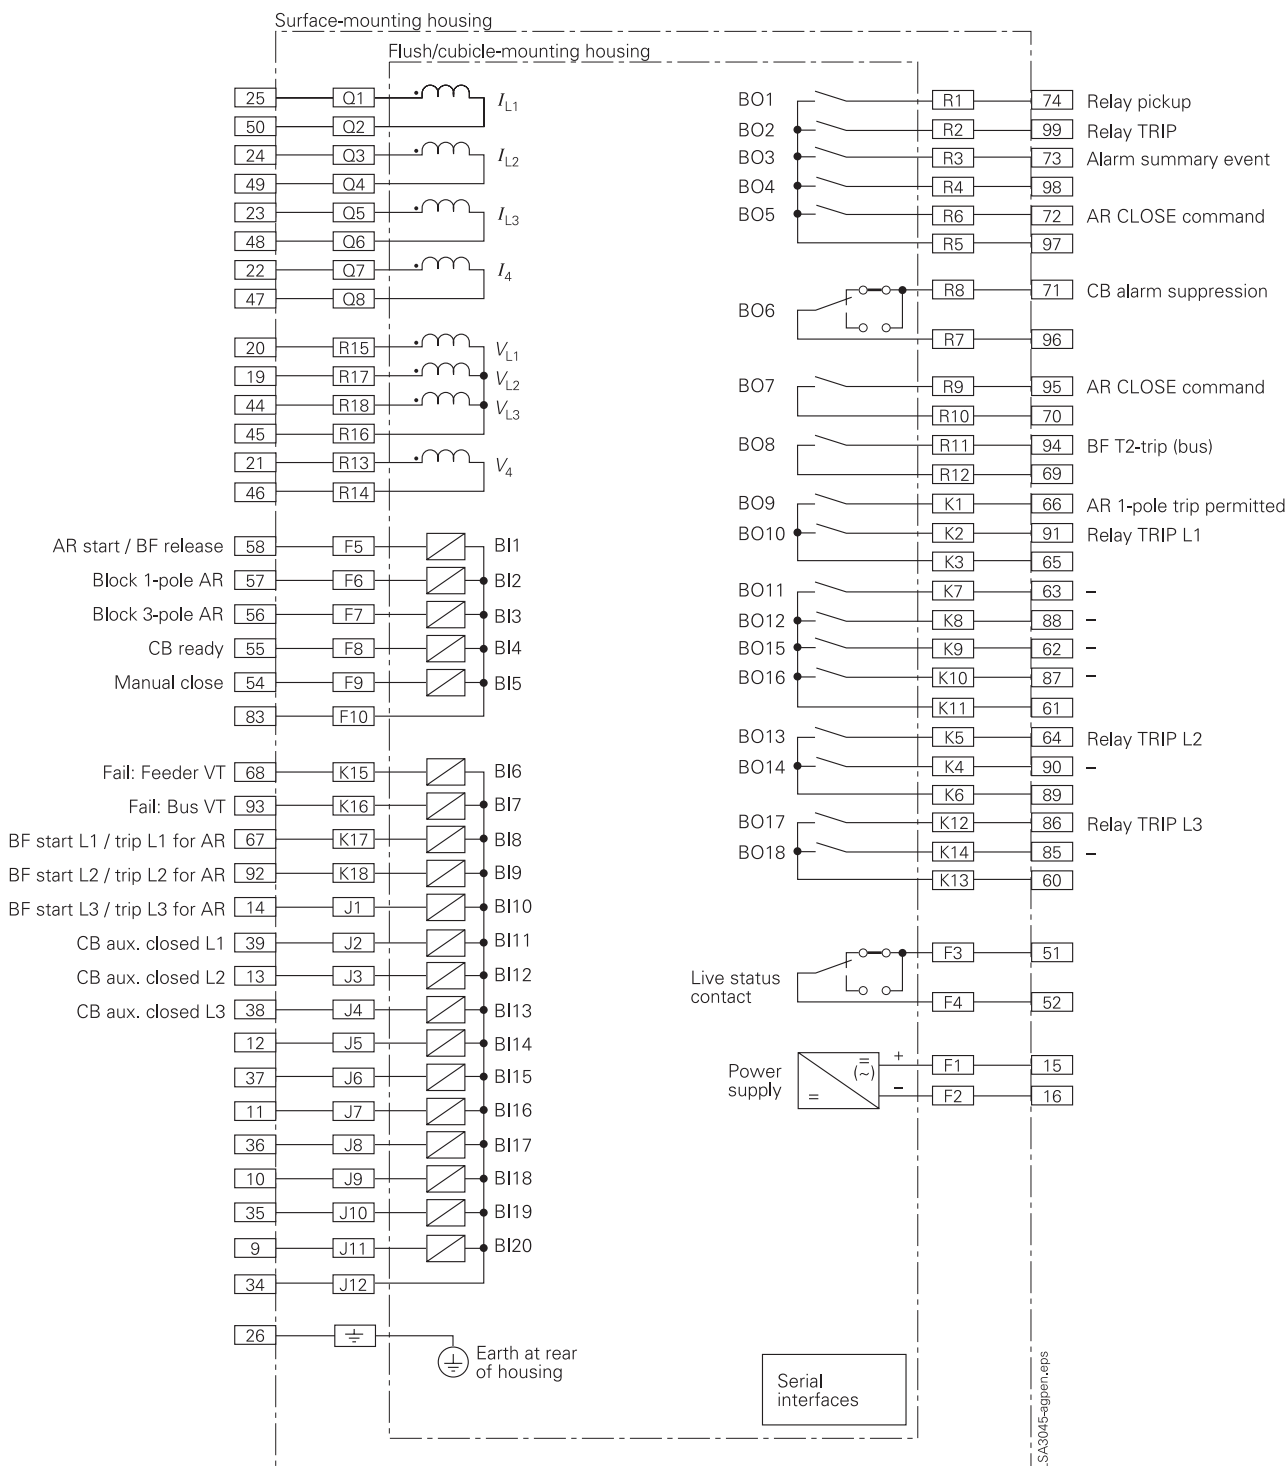 Surface-mounting housing
Flush/cubicle-mounting housing
25 Q1 IL1
50 Q2
24 Q3 IL2
49 Q4
23 Q5 IL3
48 Q6
22 Q7 I4
47 Q8
20 R15 VL1
19 R17 VL2
44 R18 VL3
45 R16
21 R13 V4
46 R14
AR start / BF release 58 F5 BI1
Block 1-pole AR 57 F6 BI2
Block 3-pole AR 56 F7 BI3
CB ready 55 F8 BI4
Manual close 54 F9 BI5
83 F10
Fail: Feeder VT 68 K15 BI6
Fail: Bus VT 93 K16 BI7
BF start L1 / trip L1 for AR 67 K17 BI8
BF start L2 / trip L2 for AR 92 K18 BI9
BF start L3 / trip L3 for AR 14 J1 BI10
CB aux. closed L1 39 J2 BI11
CB aux. closed L2 13 J3 BI12
CB aux. closed L3 38 J4 BI13
12 J5 BI14
37 J6 BI15
11 J7 BI16
36 J8 BI17
10 J9 BI18
35 J10 BI19
9 J11 BI20
34 J12
26
Earth at rear
of housing
BO1 R1 74 Relay pickup
BO2 R2 99 Relay TRIP
BO3 R3 73 Alarm summary event
BO4 R4 98
BO5 R6 72 AR CLOSE command
R5 97
R8 71 CB alarm suppression
BO6
R7 96
BO7 R9 95 AR CLOSE command
R10 70
BO8 R11 94 BF T2-trip (bus)
R12 69
BO9 K1 66 AR 1-pole trip permitted
BO10 K2 91 Relay TRIP L1
K3 65
BO11 K7 63 –
BO12 K8 88 –
BO15 K9 62 –
BO16 K10 87 –
K11 61
BO13 K5 64 Relay TRIP L2
BO14 K4 90 –
K6 89
BO17 K12 86 Relay TRIP L3
BO18 K14 85 –
K13 60
F3 51
Live status
contact
F4 52
Power
supply
= (~) + F1 15
= – F2 16
Serial
interfaces
LSA3045-agpen.eps